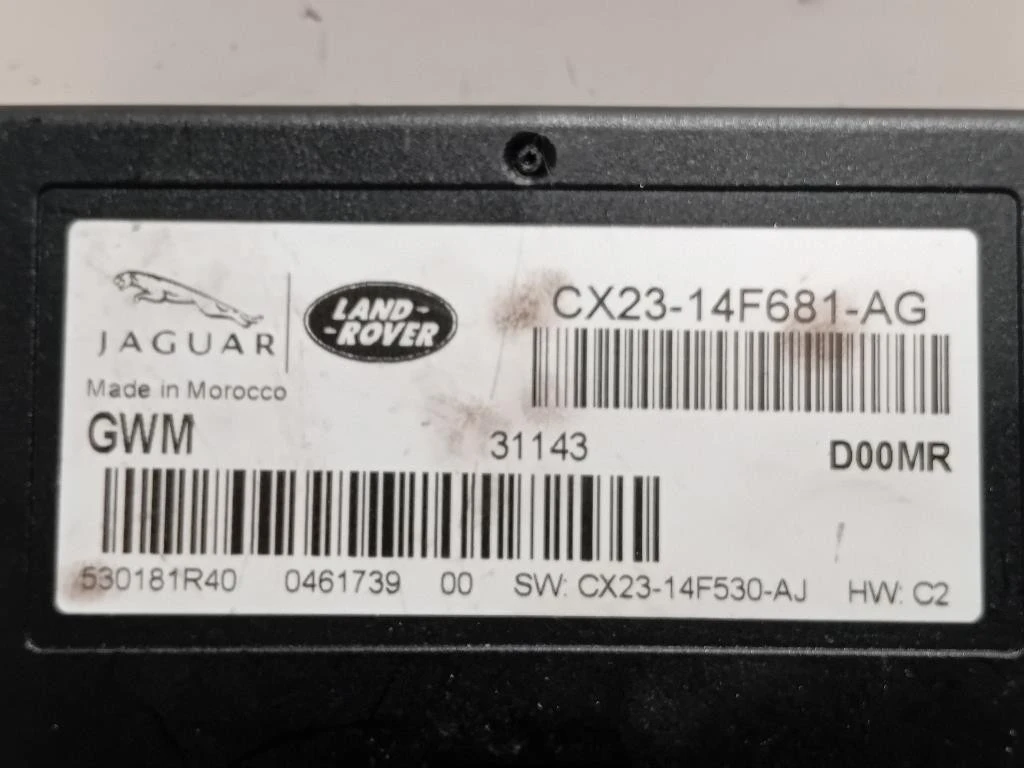 JAGUAR
LAND-
-ROVER
CX23-14F681-AG
Made in Morocco
GWM 31143 D00MR
530181R40 0461739 00 SW: CX23-14F530-AJ HW: C2